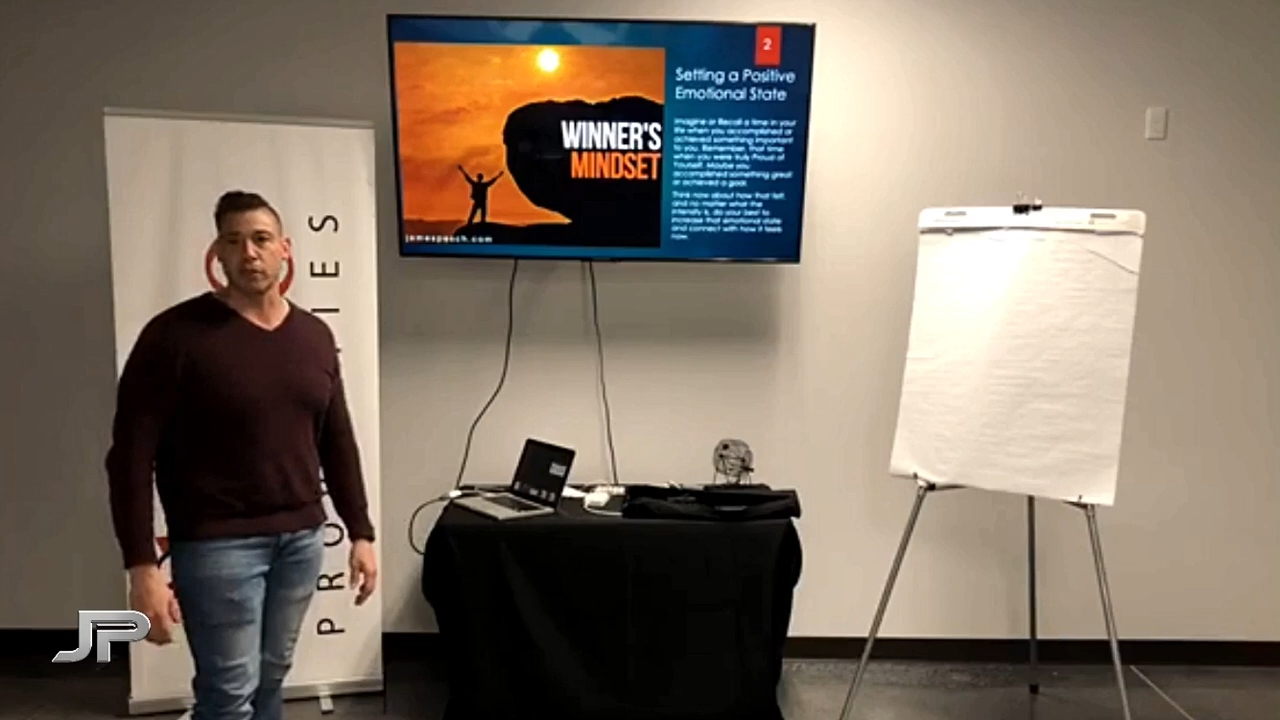 2
Setting a Positive
Emotional State
Imagine or Recall a time in your
life when you accomplished or
achieved something important
to you. Remember, that time
when you were truly Proud of
Yourself. Maybe you
accomplished something great
or achieved a goal.
Think now about how that felt,
and no matter what the
intensity is, do your best to
increase that emotional state
and connect with how it feels
now.
WINNER'S
MINDSET
jamespesch.com
JP